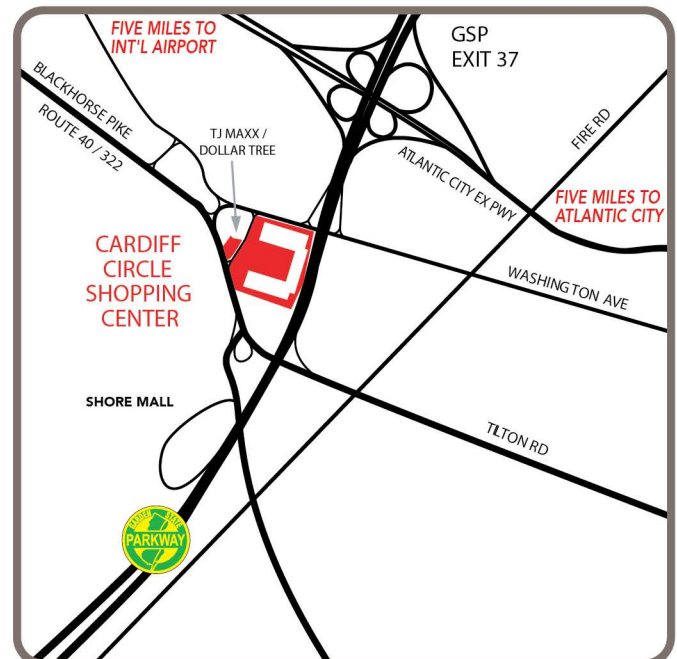 FIVE MILES TO
INT'L AIRPORT
GSP
EXIT 37
BLACKHORSE PIKE
ROUTE 40 / 322
TJ MAXX /
DOLLAR TREE
FIRE RD
ATLANTIC CITY EX PWY
FIVE MILES TO
ATLANTIC CITY
CARDIFF
CIRCLE
SHOPPING
CENTER
WASHINGTON AVE
SHORE MALL
TILTON RD
GARDEN STATE
PARKWAY